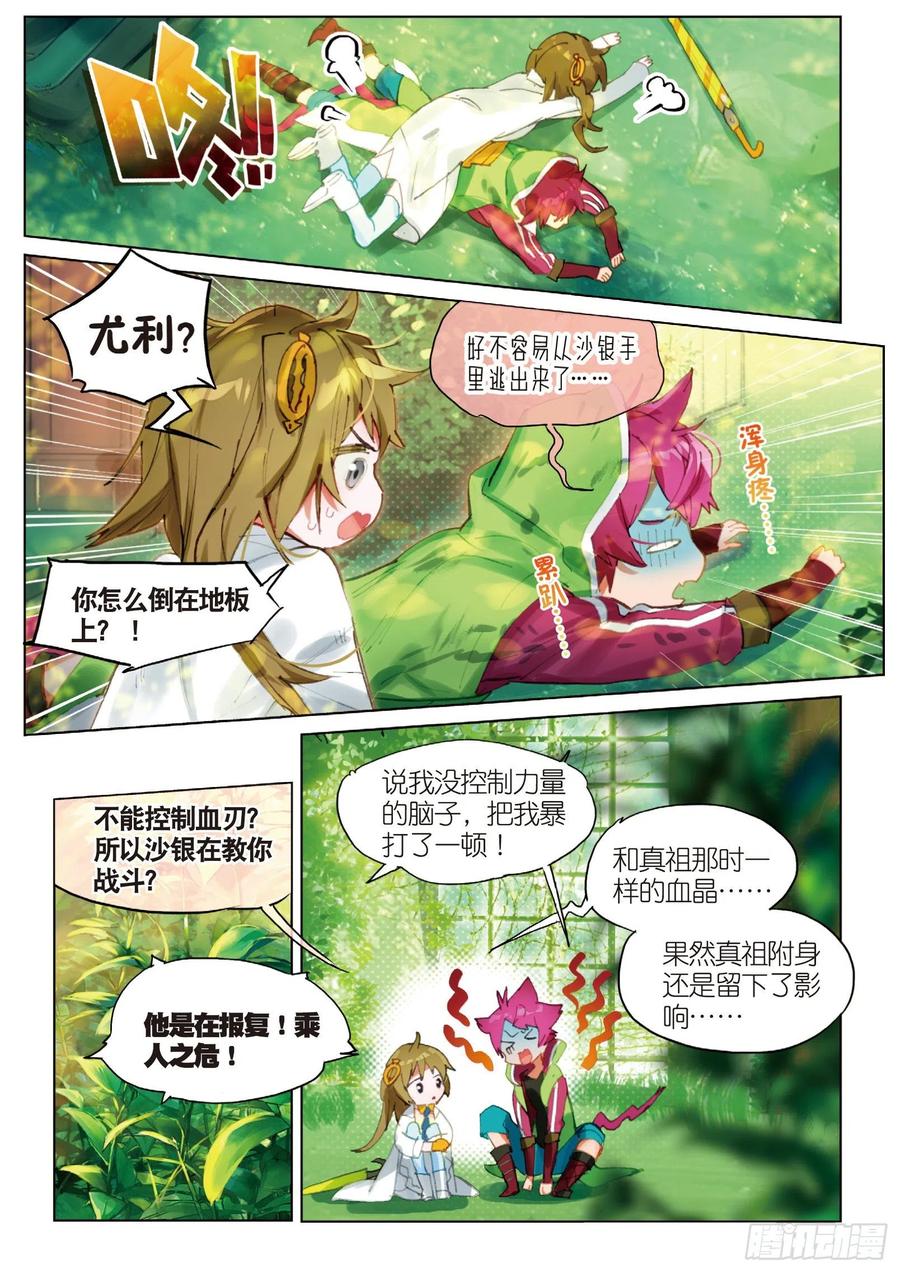 咚!!
尤利?
好不容易从沙银手
里逃出来了……
浑身疼……
累趴……
你怎么倒在地板
上?!
不能控制血刃?
所以沙银在教你
战斗?
说我没控制力量
的脑子,把我暴
打了一顿!
和真祖那时一
样的血晶……
果然真祖附身
还是留下了影
响……
他是在报复!乘
人之危!
腾讯动漫